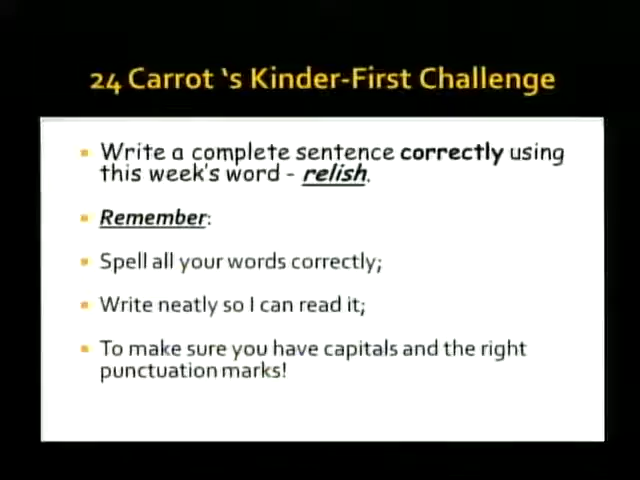 24 Carrot ‘s Kinder-First Challenge
Write a complete sentence correctly using
this week's word - relish.
Remember:
Spell all your words correctly;
Write neatly so I can read it;
To make sure you have capitals and the right
punctuation marks!